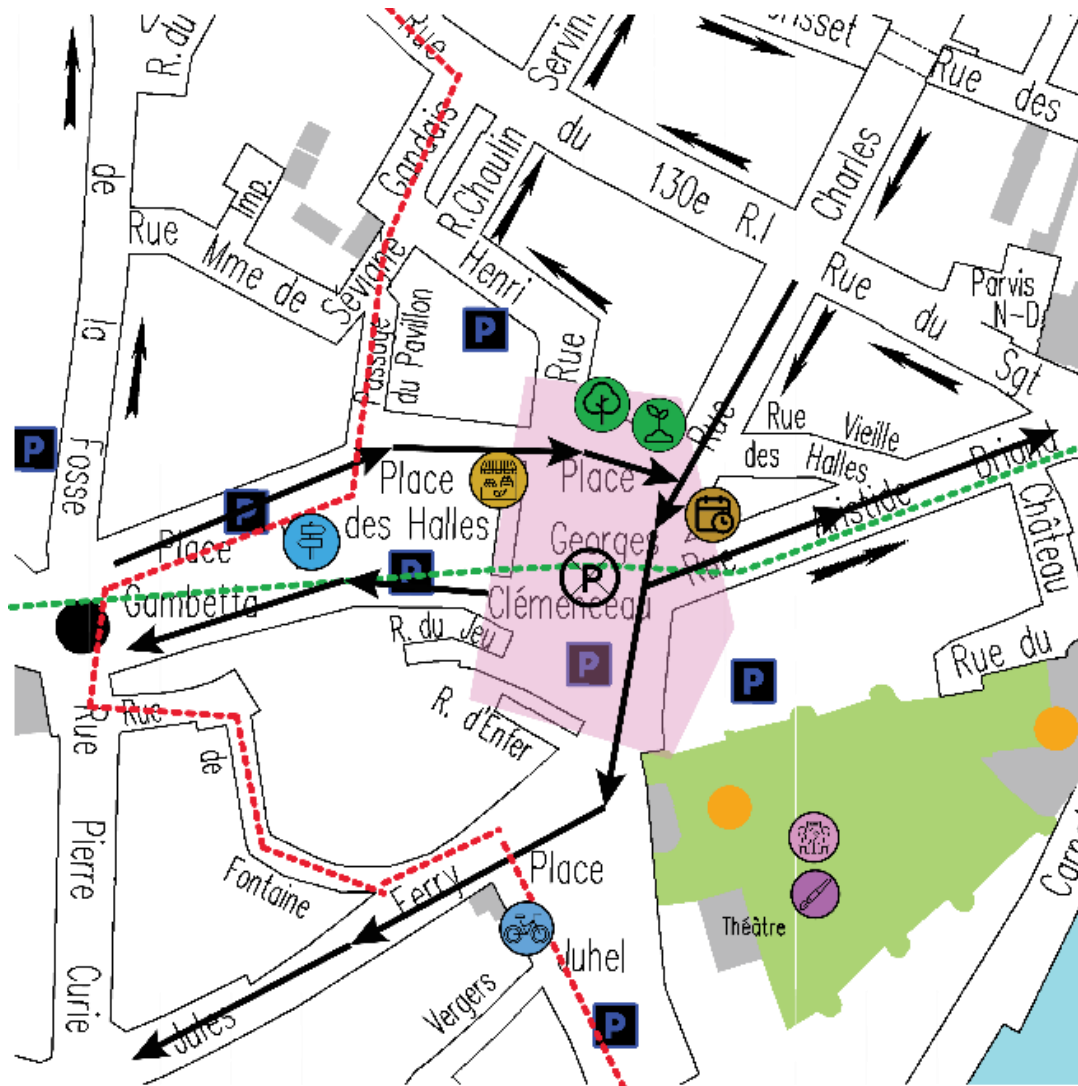 Rue
R.du
Servin
risset
Rue des
de
du
Gandais
R.Chaulin
130e R.I
Charles
Imp.
Rue
Mme de
Sévigné
Henri
Rue du
Sgt
Parvis
N-D
la
Passage
du Pavillon
P
Rue
Rue
Fosse
P
Rue Vieille
des Halles
Place
des Halles
Place
Georges
Clémenceau
P
Place
Gambetta
P
Rue Aristide Briand
Château
R. du Jeu
P
P
Rue du
R. d'Enfer
Rue
de
Fontaine
Rue
Pierre
Curie
Jules Ferry
Place
Juhel
Vergers
P
Théâtre
Carn